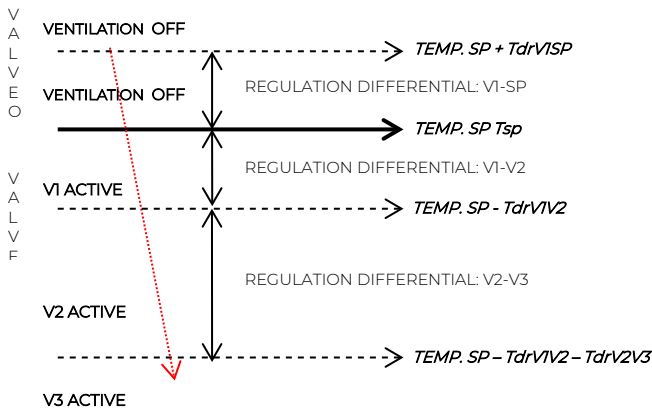 VALVEO
VENTILATION OFF
TEMP. SP + TdrV1SP
REGULATION DIFFERENTIAL: V1-SP
VENTILATION OFF
TEMP. SP Tsp
REGULATION DIFFERENTIAL: V1-V2
VALV
V1 ACTIVE
TEMP. SP - TdrV1V2
REGULATION DIFFERENTIAL: V2-V3
V2 ACTIVE
TEMP. SP – TdrV1V2 – TdrV2V3
V3 ACTIVE